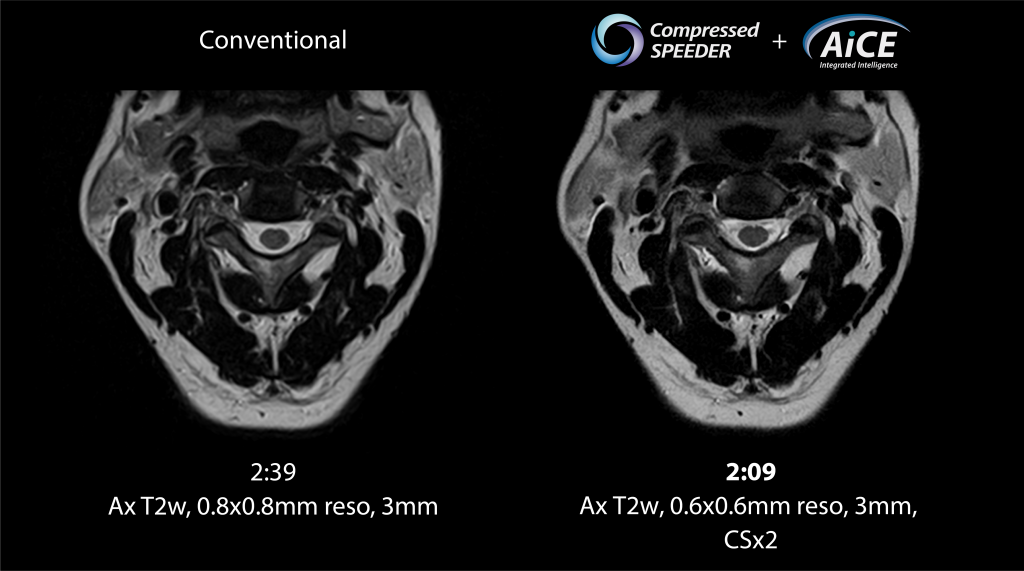 Conventional
Compressed
SPEEDER
+
AiCE
Integrated Intelligence
2:39
Ax T2w, 0.8x0.8mm reso, 3mm
2:09
Ax T2w, 0.6x0.6mm reso, 3mm,
CSx2